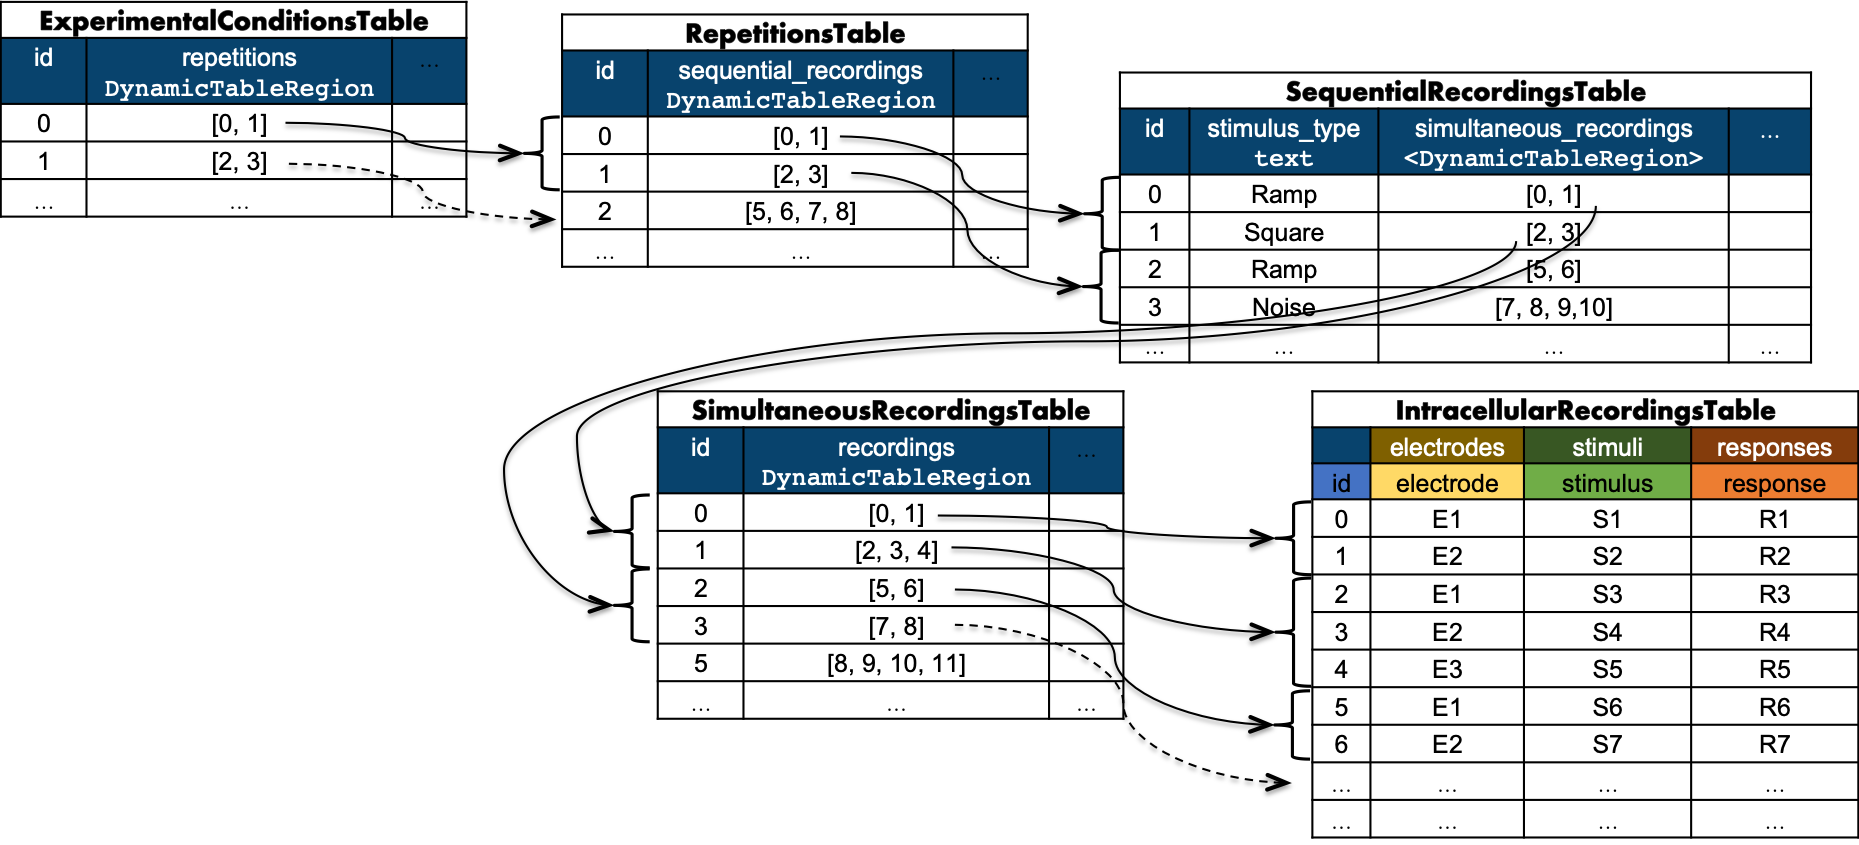 ExperimentalConditionsTable
id repetitions ...
DynamicTableRegion
0 [0, 1]
1 [2, 3]
... ... ...
RepetitionsTable
id sequential_recordings ...
DynamicTableRegion
0 [0, 1]
1 [2, 3]
2 [5, 6, 7, 8]
... ... ...
SequentialRecordingsTable
id stimulus_type simultaneous_recordings ...
text <DynamicTableRegion>
0 Ramp [0, 1]
1 Square [2, 3]
2 Ramp [5, 6]
3 Noise [7, 8, 9,10]
... ... ... ...
SimultaneousRecordingsTable
id recordings ...
DynamicTableRegion
0 [0, 1]
1 [2, 3, 4]
2 [5, 6]
3 [7, 8]
5 [8, 9, 10, 11]
... ... ...
IntracellularRecordingsTable
electrodes stimuli responses
id electrode stimulus response
0 E1 S1 R1
1 E2 S2 R2
2 E1 S3 R3
3 E2 S4 R4
4 E3 S5 R5
5 E1 S6 R6
6 E2 S7 R7
... ... ... ...
... ... ... ...